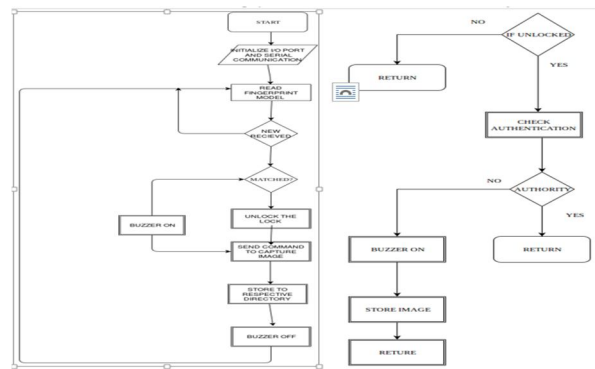 START
INITIALIZE I/O PORT
AND SERIAL
COMMUNICATION
READ
FINGERPRINT
MODEL
NEW
RECIEVED
MATCHED?
UNLOCK THE
LOCK
BUZZER ON
SEND COMMAND
TO CAPTURE
IMAGE
STORE TO
RESPECTIVE
DIRECTORY
BUZZER OFF
NO
IF UNLOCKED
RETURN
YES
CHECK
AUTHENTICATION
NO
AUTHORITY
YES
BUZZER ON
RETURN
STORE IMAGE
RETURE